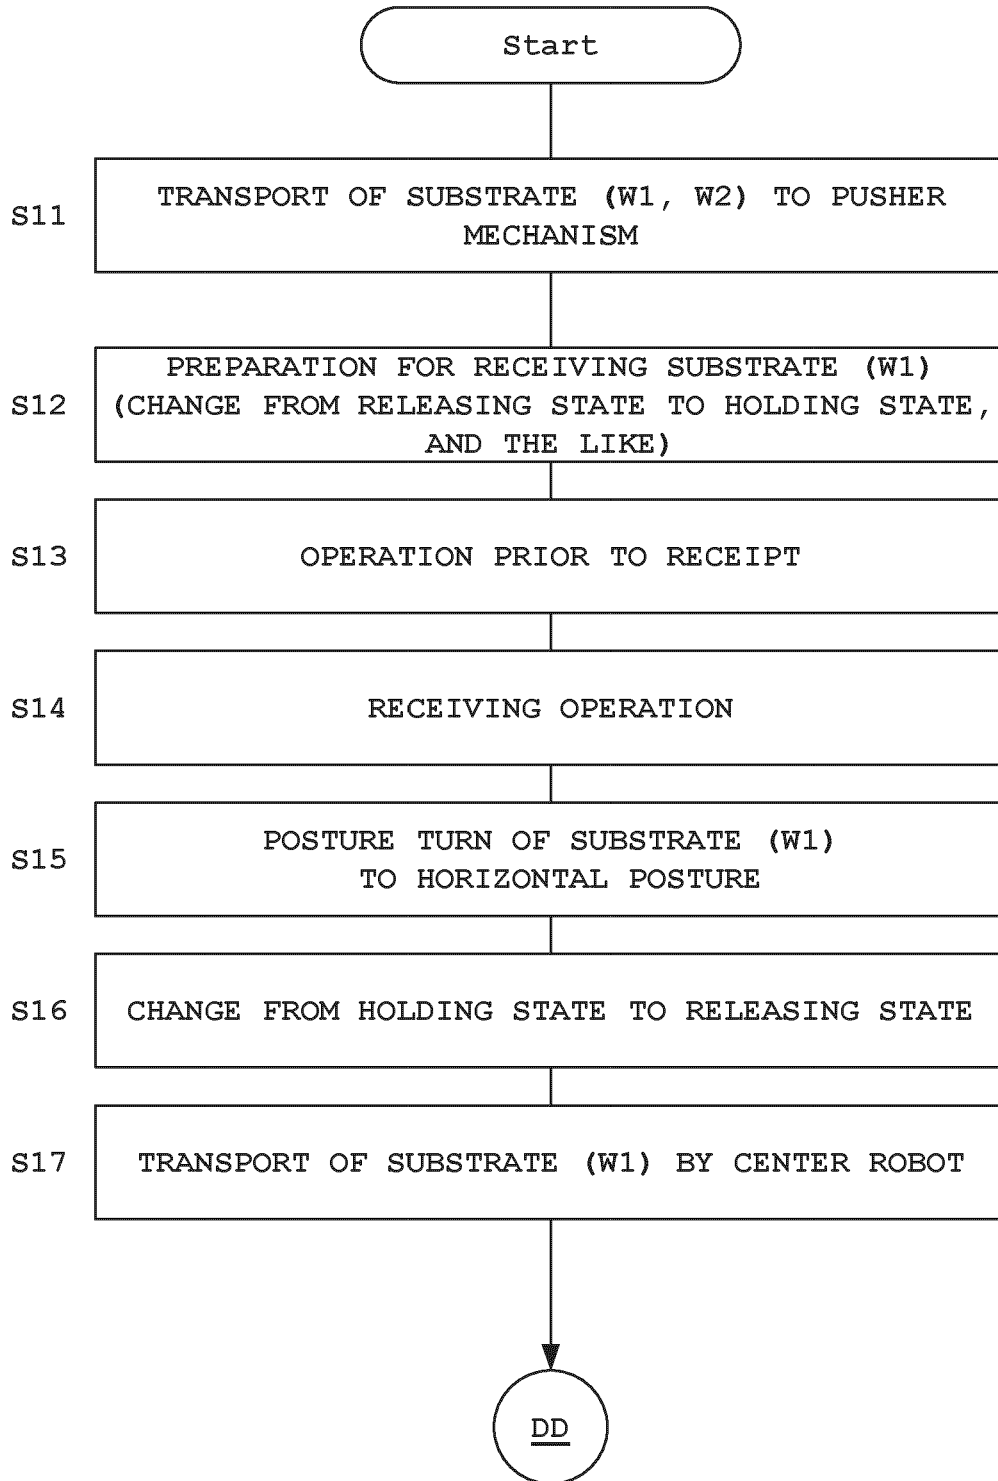 Start
S11
TRANSPORT OF SUBSTRATE (W1, W2) TO PUSHER
MECHANISM
S12
PREPARATION FOR RECEIVING SUBSTRATE (W1)
(CHANGE FROM RELEASING STATE TO HOLDING STATE,
AND THE LIKE)
S13
OPERATION PRIOR TO RECEIPT
S14
RECEIVING OPERATION
S15
POSTURE TURN OF SUBSTRATE (W1)
TO HORIZONTAL POSTURE
S16
CHANGE FROM HOLDING STATE TO RELEASING STATE
S17
TRANSPORT OF SUBSTRATE (W1) BY CENTER ROBOT
DD